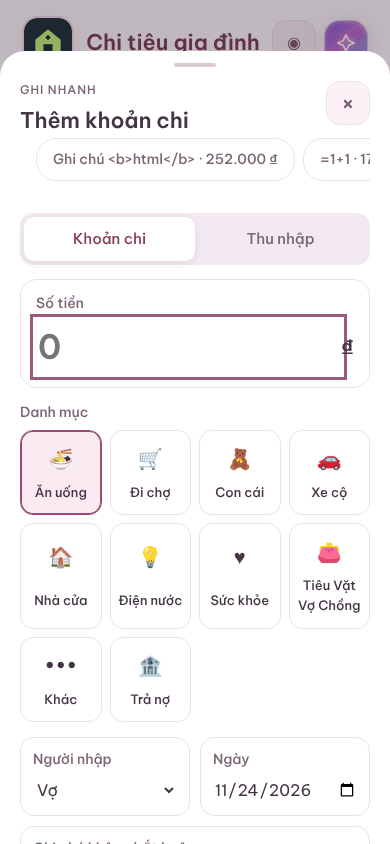 Chi tiêu gia đình
GHI NHANH
Thêm khoản chi
Ghi chú <b>html</b> · 252.000 ₫
=1+1 · 17
Khoản chi
Thu nhập
Số tiền
0
₫
Danh mục
Ăn uống
Đi chợ
Con cái
Xe cộ
Nhà cửa
Điện nước
Sức khỏe
Tiêu Vặt
Vợ Chồng
Khác
Trả nợ
Người nhập
Ngày
Vợ
11/24/2026